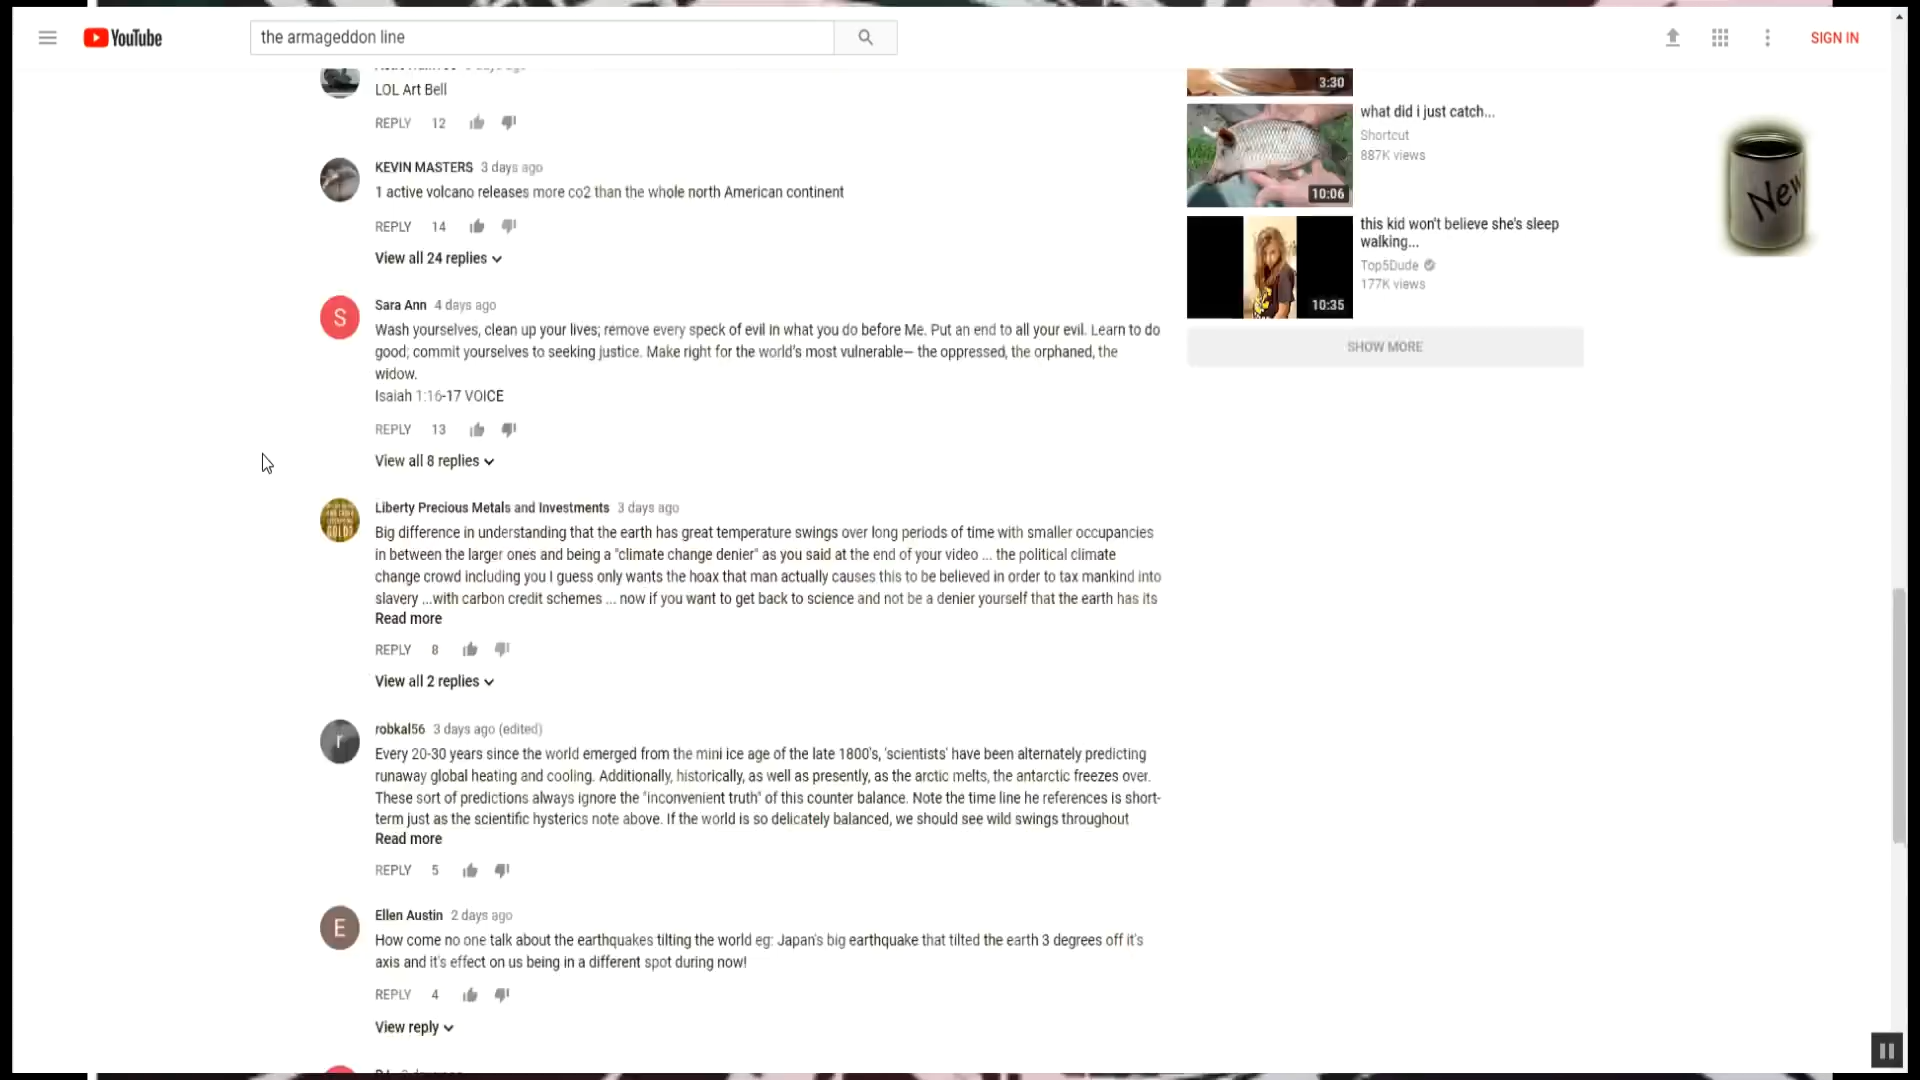 YouTube
the armageddon line
SIGN IN
LOL Art Bell
REPLY 12
KEVIN MASTERS 3 days ago
1 active volcano releases more co2 than the whole north American continent
REPLY 14
View all 24 replies
Sara Ann 4 days ago
S
Wash yourselves, clean up your lives; remove every speck of evil in what you do before Me. Put an end to all your evil. Learn to do
good; commit yourselves to seeking justice. Make right for the world's most vulnerable— the oppressed, the orphaned, the
widow.
Isaiah 1:16-17 VOICE
REPLY 13
View all 8 replies
Liberty Precious Metals and Investments 3 days ago
GOLD?
Big difference in understanding that the earth has great temperature swings over long periods of time with smaller occupancies
in between the larger ones and being a "climate change denier" as you said at the end of your video ... the political climate
change crowd including you I guess only wants the hoax that man actually causes this to be believed in order to tax mankind into
slavery ...with carbon credit schemes ... now if you want to get back to science and not be a denier yourself that the earth has its
Read more
REPLY 8
View all 2 replies
robkal56 3 days ago (edited)
r
Every 20-30 years since the world emerged from the mini ice age of the late 1800's, 'scientists' have been alternately predicting
runaway global heating and cooling. Additionally, historically, as well as presently, as the arctic melts, the antarctic freezes over.
These sort of predictions always ignore the "inconvenient truth" of this counter balance. Note the time line he references is short-
term just as the scientific hysterics note above. If the world is so delicately balanced, we should see wild swings throughout
Read more
REPLY 5
Ellen Austin 2 days ago
E
How come no one talk about the earthquakes tilting the world eg: Japan's big earthquake that tilted the earth 3 degrees off it's
axis and it's effect on us being in a different spot during now!
REPLY 4
View reply
3:30
what did i just catch...
Shortcut
887K views
10:06
this kid won't believe she's sleep
walking...
Top5Dude
177K views
10:35
SHOW MORE
New